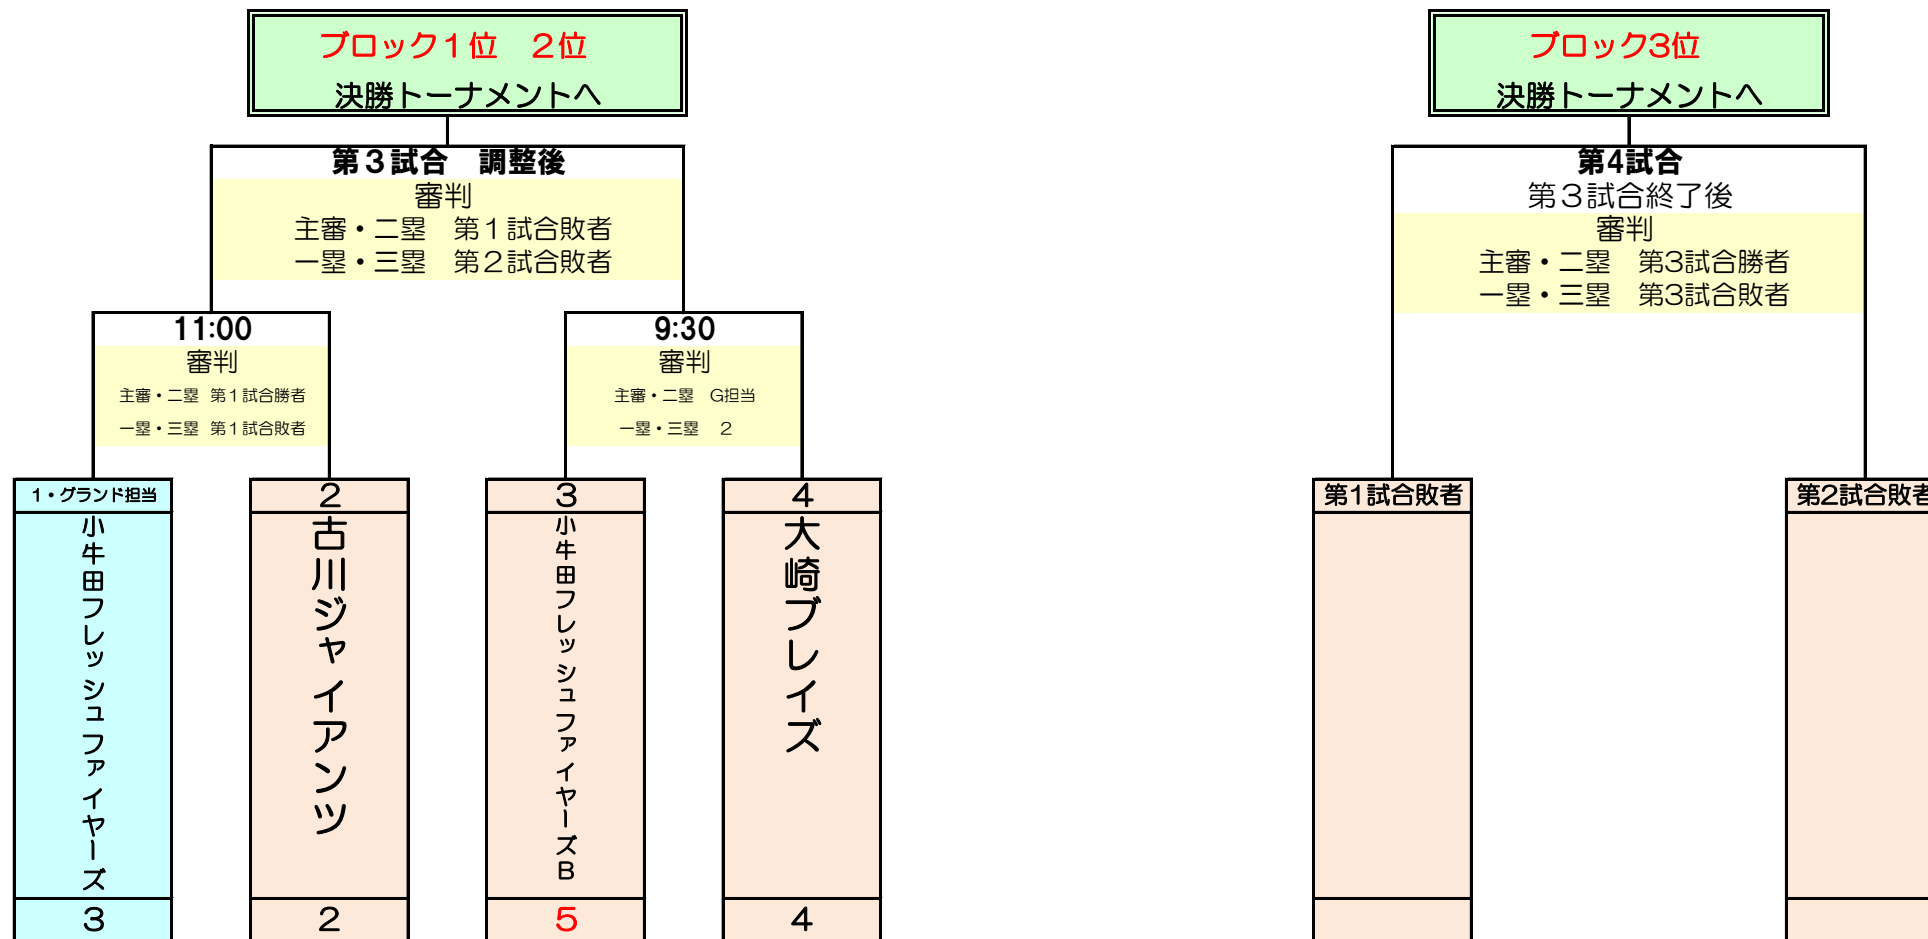 ブロック１位　２位
決勝トーナメントへ
ブロック3位
決勝トーナメントへ
第３試合　調整後
審判
主審・二塁　第１試合敗者
一塁・三塁　第２試合敗者
第4試合
第３試合終了後
審判
主審・二塁　第3試合勝者
一塁・三塁　第3試合敗者
11:00
審判
主審・二塁 第１試合勝者
一塁・三塁 第１試合敗者
9:30
審判
主審・二塁　G担当
一塁・三塁　２
1・グランド担当
小牛田フレッシュファイヤーズ
3
2
古川ジャイアンツ
2
3
小牛田フレッシュファイヤーズB
5
4
大崎ブレイズ
4
第1試合敗者
第2試合敗者